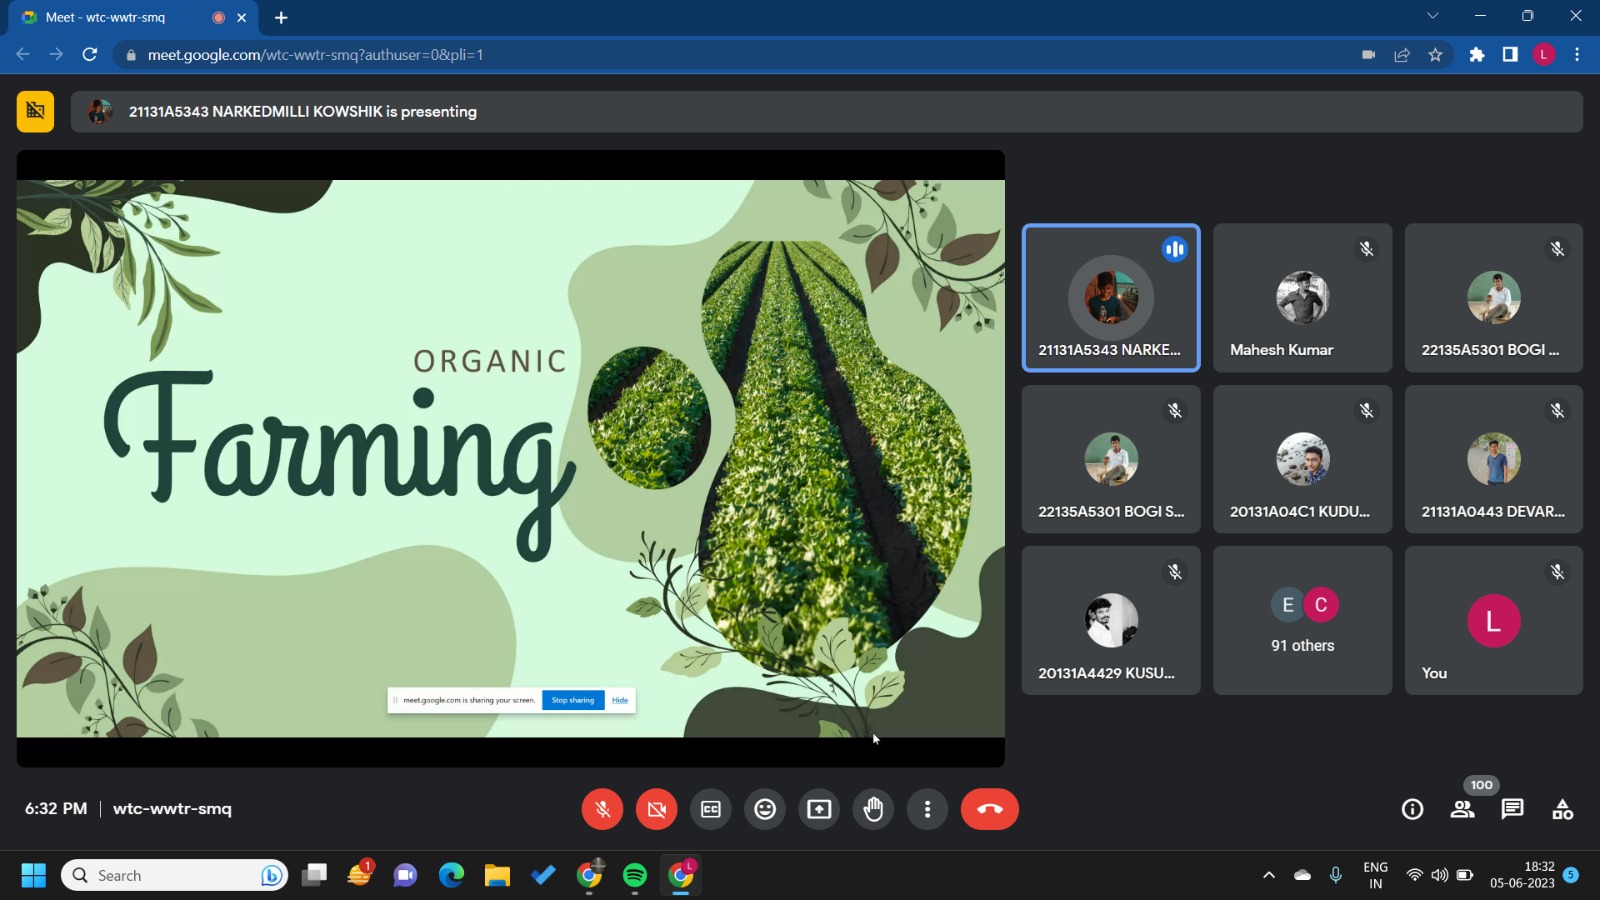 Meet - wtc-wwtr-smq
meet.google.com/wtc-wwtr-smq?authuser=0&pli=1
L
21131A5343 NARKEDMILLI KOWSHIK is presenting
ORGANIC
Farming
meet.google.com is sharing your screen.
Stop sharing
Hide
21131A5343 NARKE...
Mahesh Kumar
22135A5301 BOGI ...
22135A5301 BOGI S...
20131A04C1 KUDU...
21131A0443 DEVAR...
20131A4429 KUSU...
E C
91 others
L
You
6:32 PM | wtc-wwtr-smq
CC
100
Search
1
L
ENG
IN
18:32
05-06-2023
5